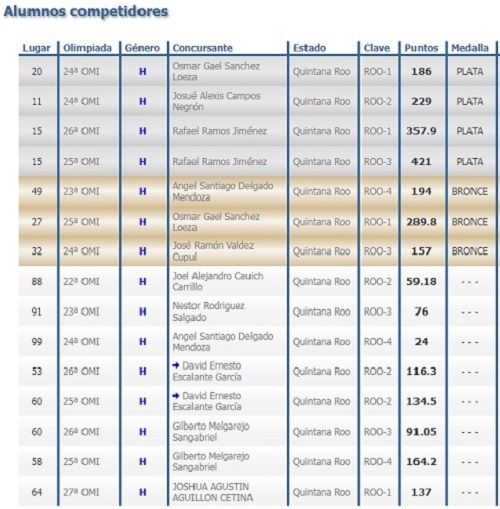 Alumnos competidores
Lugar Olimpiada Género Concursante Estado Clave Puntos Medalla
20 24ª OMI H Osmar Gael Sanchez Loeza Quintana Roo ROO-1 186 PLATA
11 24ª OMI H Josué Alexis Campos Negrón Quintana Roo ROO-2 229 PLATA
15 26ª OMI H Rafael Ramos Jiménez Quintana Roo ROO-1 357.9 PLATA
15 25ª OMI H Rafael Ramos Jiménez Quintana Roo ROO-3 421 PLATA
49 23ª OMI H Angel Santiago Delgado Mendoza Quintana Roo ROO-4 194 BRONCE
27 25ª OMI H Osmar Gael Sanchez Loeza Quintana Roo ROO-1 289.8 BRONCE
32 24ª OMI H José Ramón Valdez Cupul Quintana Roo ROO-3 157 BRONCE
88 22ª OMI H Joel Alejandro Cauich Carrillo Quintana Roo ROO-2 59.18 - - -
91 23ª OMI H Nestor Rodriguez Salgado Quintana Roo ROO-3 76 - - -
99 24ª OMI H Angel Santiago Delgado Mendoza Quintana Roo ROO-4 24 - - -
53 26ª OMI H David Ernesto Escalante García Quintana Roo ROO-2 116.3 - - -
60 25ª OMI H David Ernesto Escalante García Quintana Roo ROO-2 134.5 - - -
60 26ª OMI H Gilberto Melgarejo Sangabriel Quintana Roo ROO-3 91.05 - - -
58 25ª OMI H Gilberto Melgarejo Sangabriel Quintana Roo ROO-4 164.2 - - -
64 27ª OMI H JOSHUA AGUSTIN AGUILLON CETINA Quintana Roo ROO-1 137 - - -